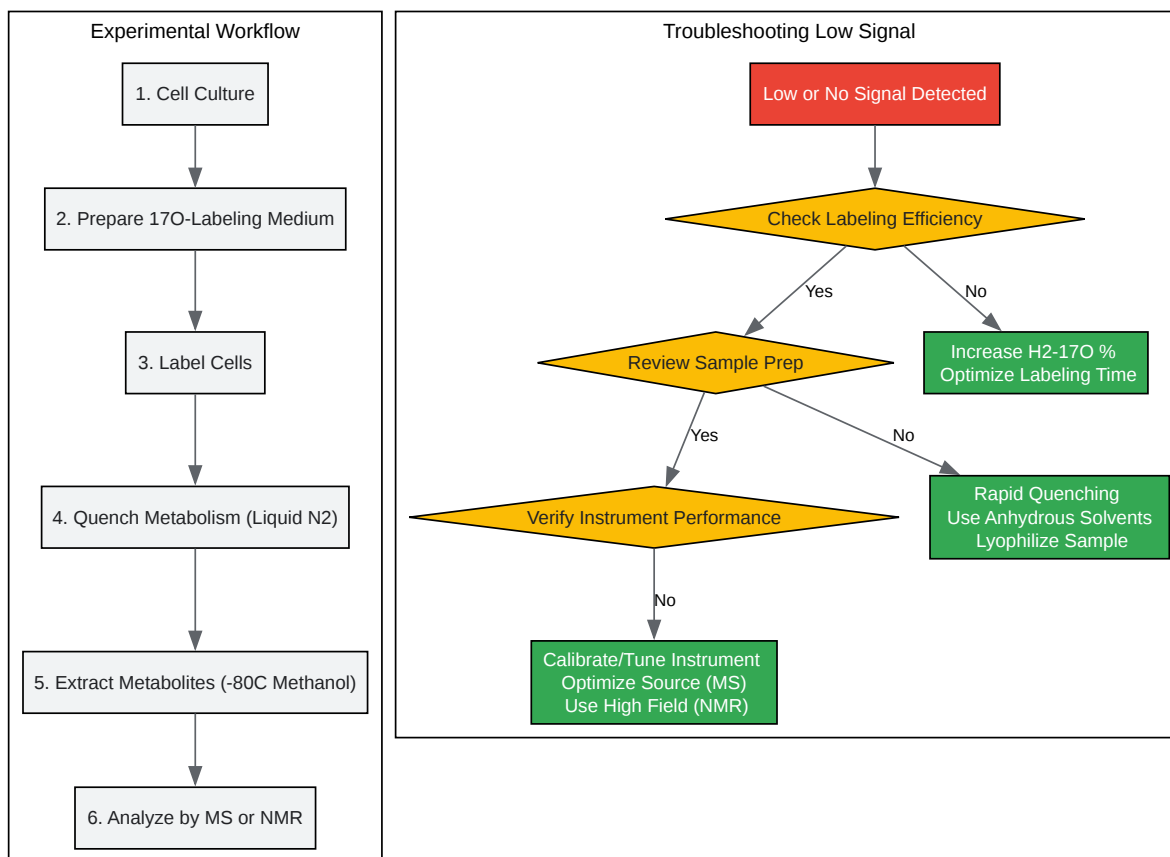 Experimental Workflow
1. Cell Culture
2. Prepare 17O-Labeling Medium
3. Label Cells
4. Quench Metabolism (Liquid N2)
5. Extract Metabolites (-80C Methanol)
6. Analyze by MS or NMR
Troubleshooting Low Signal
Low or No Signal Detected
Check Labeling Efficiency
Yes
No
Review Sample Prep
Increase H2-17O %
Optimize Labeling Time
Yes
No
Verify Instrument Performance
Rapid Quenching
Use Anhydrous Solvents
Lyophilize Sample
No
Calibrate/Tune Instrument
Optimize Source (MS)
Use High Field (NMR)